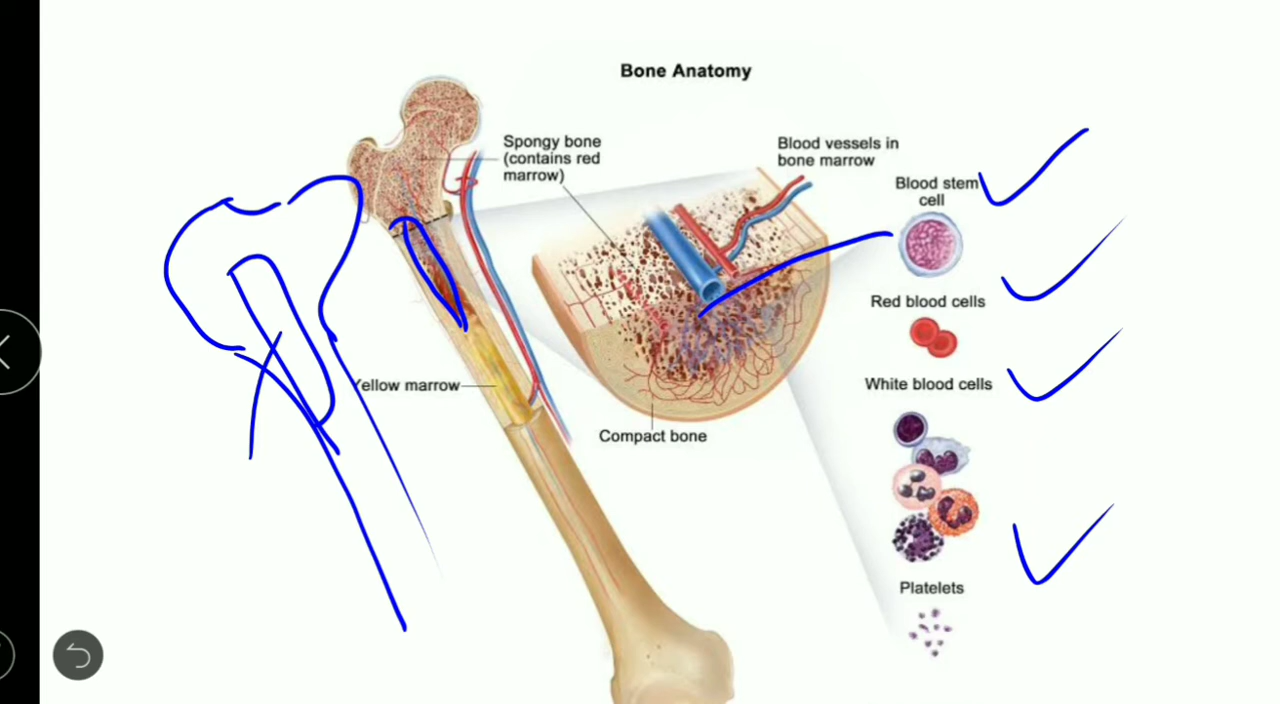 Bone Anatomy
Spongy bone
(contains red
marrow)
Blood vessels in
bone marrow
Blood stem
cell
Red blood cells
Yellow marrow
White blood cells
Compact bone
Platelets